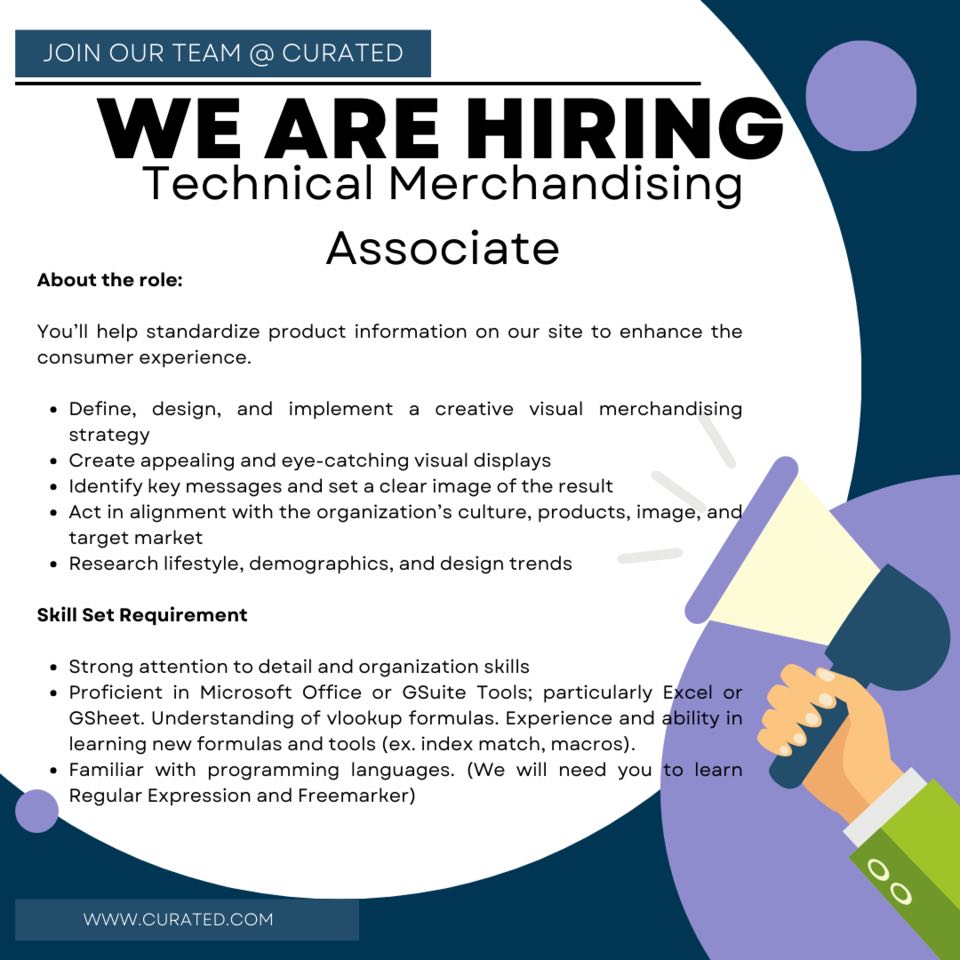 JOIN OUR TEAM @ CURATED
WE ARE HIRING
Technical Merchandising
Associate
About the role:
You’ll help standardize product information on our site to enhance the
consumer experience.
• Define, design, and implement a creative visual merchandising
strategy
• Create appealing and eye-catching visual displays
• Identify key messages and set a clear image of the result
• Act in alignment with the organization’s culture, products, image, and
target market
• Research lifestyle, demographics, and design trends
Skill Set Requirement
• Strong attention to detail and organization skills
• Proficient in Microsoft Office or GSuite Tools; particularly Excel or
GSheet. Understanding of vlookup formulas. Experience and ability in
learning new formulas and tools (ex. index match, macros).
• Familiar with programming languages. (We will need you to learn
Regular Expression and Freemarker)
WWW.CURATED.COM